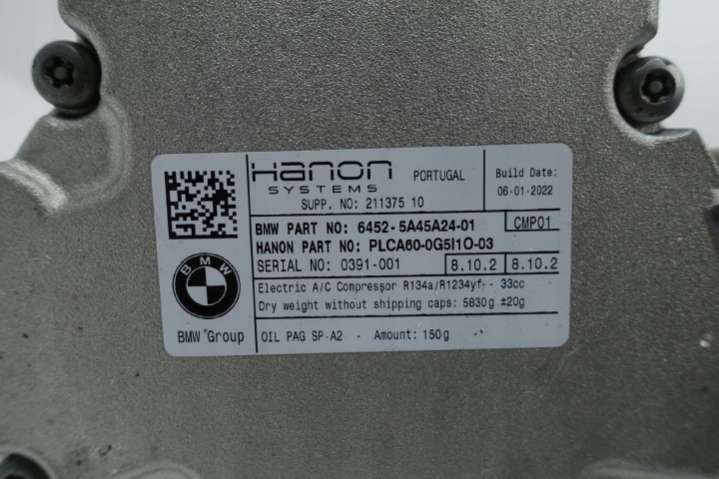 Hanon
SYSTEMS
PORTUGAL
SUPP. NO: 211375 10
Build Date:
06-01-2022
BMW PART NO: 6452-5A45A24-01
CMP01
HANON PART NO: PLCA60-0G5I1O-03
SERIAL NO: 0391-001
8.10.2 8.10.2
Electric A/C Compressor R134a/R1234yf - 33cc
Dry weight without shipping caps: 5830g ±20g
BMW
BMW Group
OIL PAG SP-A2 - Amount: 150g